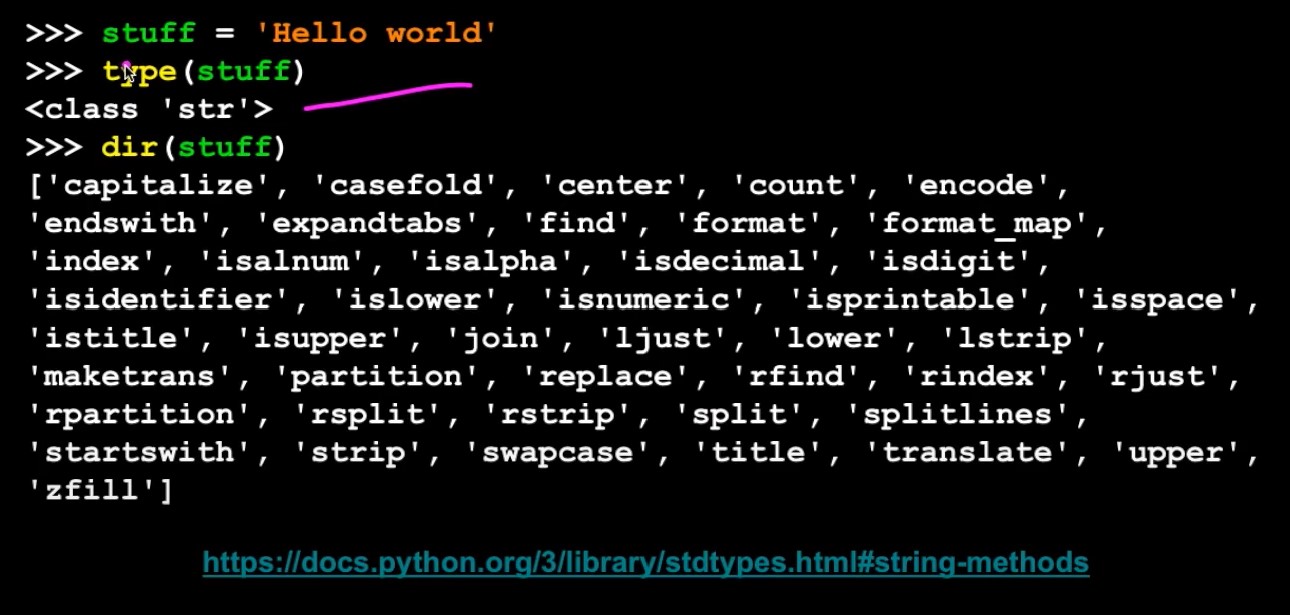 >>> stuff = 'Hello world'
>>> type(stuff)
<class 'str'>
>>> dir(stuff)
['capitalize', 'casefold', 'center', 'count', 'encode',
'endswith', 'expandtabs', 'find', 'format', 'format_map',
'index', 'isalnum', 'isalpha', 'isdecimal', 'isdigit',
'isidentifier', 'islower', 'isnumeric', 'isprintable', 'isspace',
'istitle', 'isupper', 'join', 'ljust', 'lower', 'lstrip',
'maketrans', 'partition', 'replace', 'rfind', 'rindex', 'rjust',
'rpartition', 'rsplit', 'rstrip', 'split', 'splitlines',
'startswith', 'strip', 'swapcase', 'title', 'translate', 'upper',
'zfill']
https://docs.python.org/3/library/stdtypes.html#string-methods